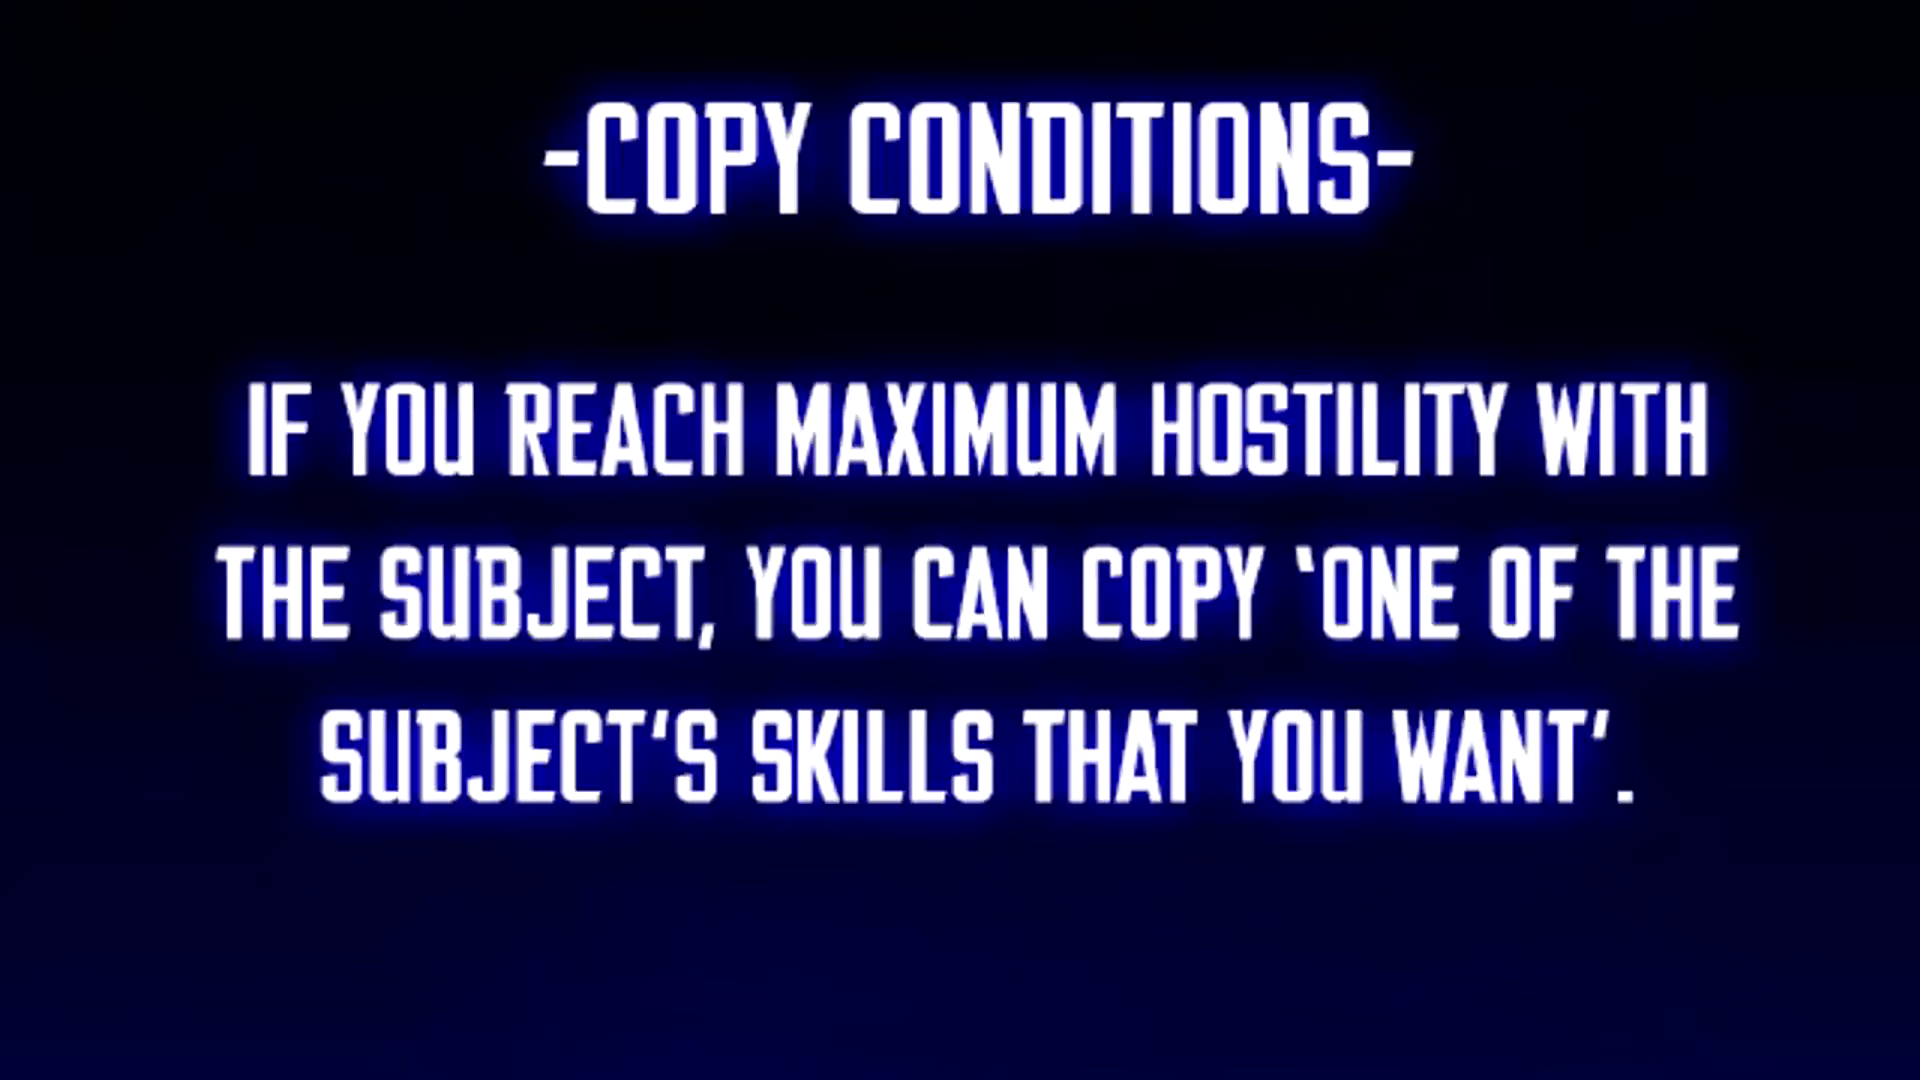 -COPY CONDITIONS-
IF YOU REACH MAXIMUM HOSTILITY WITH
THE SUBJECT, YOU CAN COPY ‘ONE OF THE
SUBJECT’S SKILLS THAT YOU WANT’.